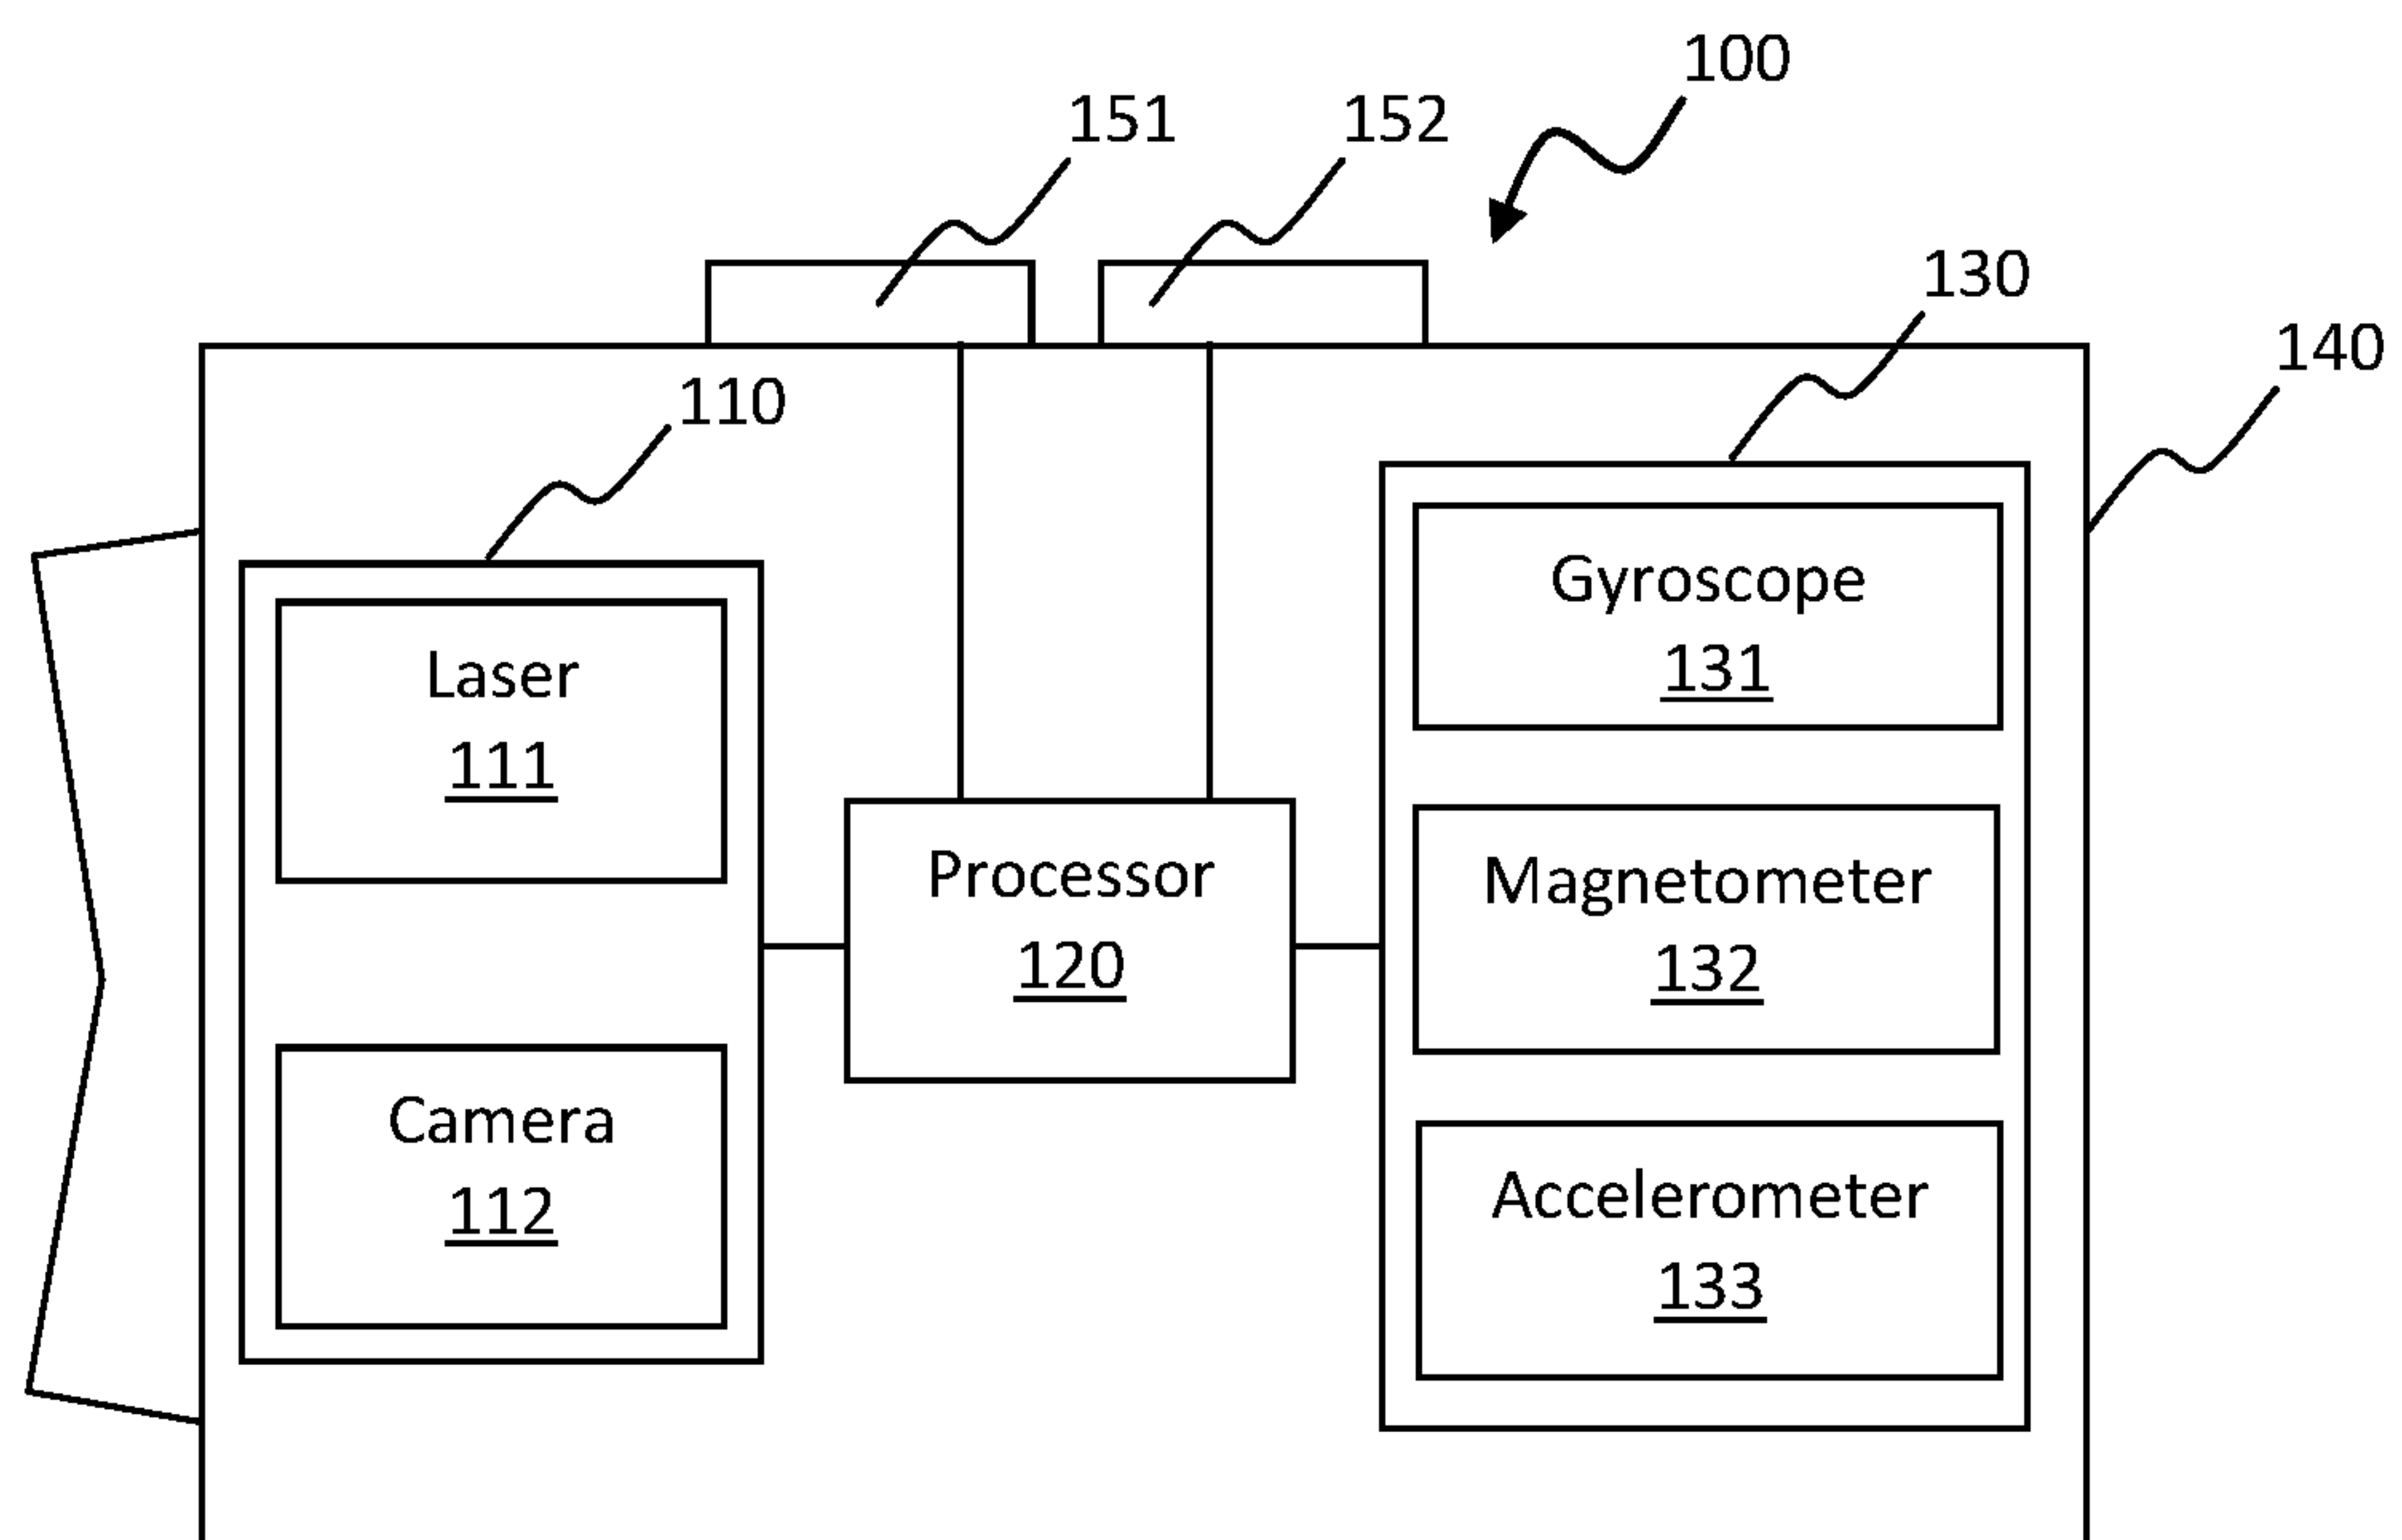 100
151
152
130
140
110
Gyroscope
131
Laser
111
Processor
120
Magnetometer
132
Camera
112
Accelerometer
133